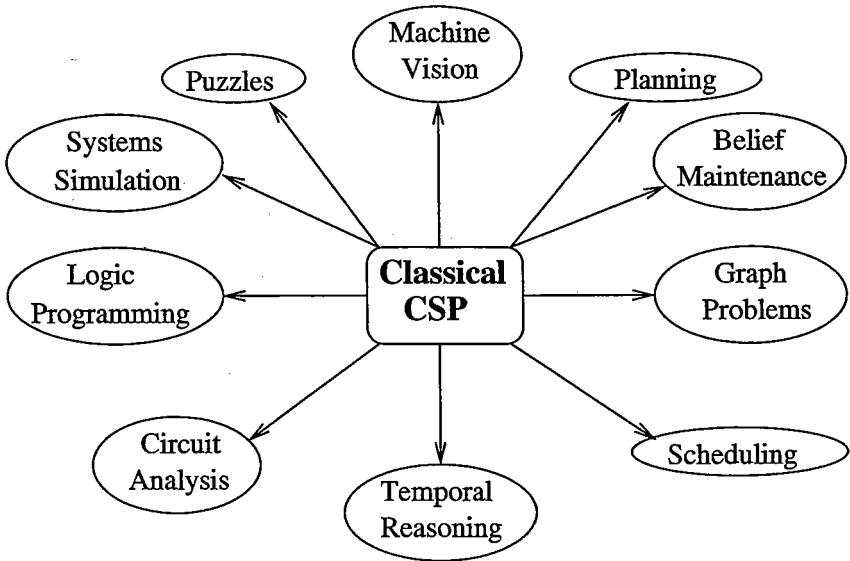 Machine
Vision
Puzzles
Planning
Systems
Simulation
Belief
Maintenance
Classical
CSP
Logic
Programming
Graph
Problems
Circuit
Analysis
Scheduling
Temporal
Reasoning